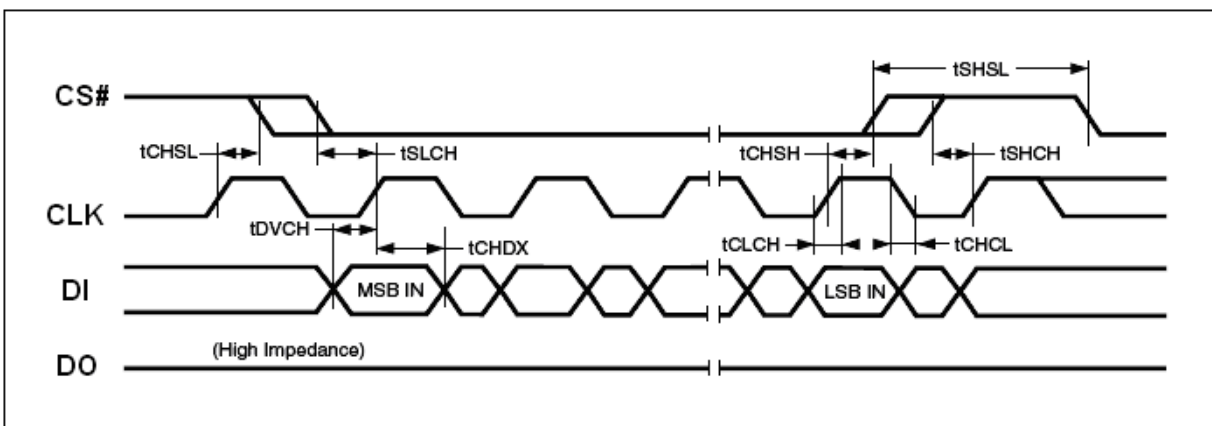 tSHSL
CS#
tCHSL
tSLCH
tCHSH
tSHCH
CLK
tDVCH
tCHDX
tCLCH
tCHCL
DI
MSB IN
LSB IN
(High Impedance)
DO